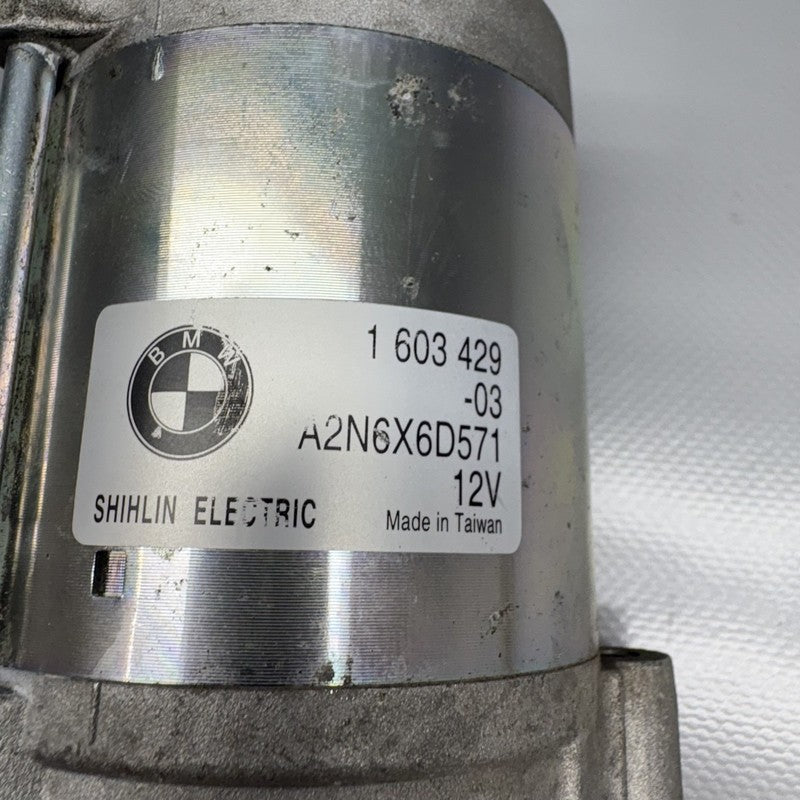 BMW
1 603 429
-03
A2N6X6D571
12V
SHIHLIN ELECTRIC
Made in Taiwan